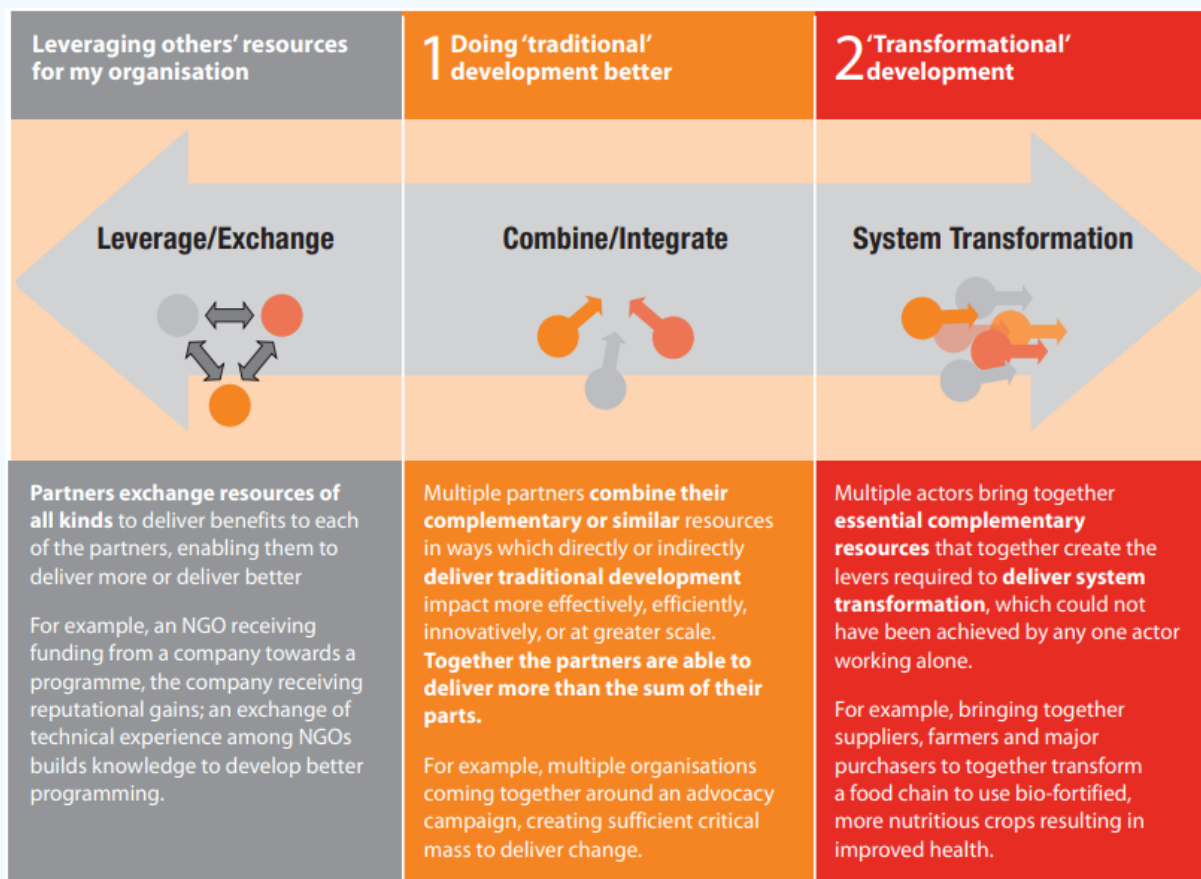 Leveraging others’ resources
for my organisation
1 Doing ‘traditional’
development better
2 ‘Transformational’
development
Leverage/Exchange
Combine/Integrate
System Transformation
Partners exchange resources of
all kinds to deliver benefits to each
of the partners, enabling them to
deliver more or deliver better
For example, an NGO receiving
funding from a company towards a
programme, the company receiving
reputational gains; an exchange of
technical experience among NGOs
builds knowledge to develop better
programming.
Multiple partners combine their
complementary or similar resources
in ways which directly or indirectly
deliver traditional development
impact more effectively, efficiently,
innovatively, or at greater scale.
Together the partners are able to
deliver more than the sum of their
parts.
For example, multiple organisations
coming together around an advocacy
campaign, creating sufficient critical
mass to deliver change.
Multiple actors bring together
essential complementary
resources that together create the
levers required to deliver system
transformation, which could not
have been achieved by any one actor
working alone.
For example, bringing together
suppliers, farmers and major
purchasers to together transform
a food chain to use bio-fortified,
more nutritious crops resulting in
improved health.